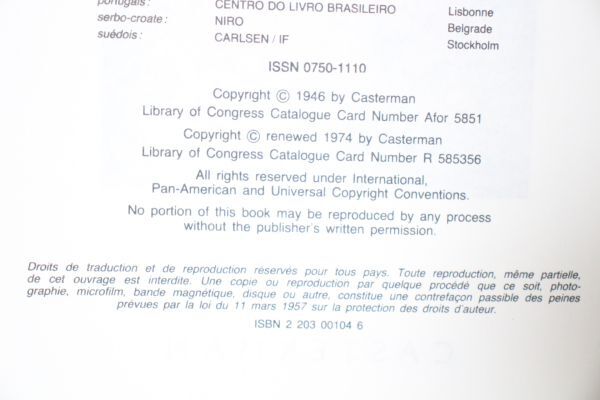 portugais: CENTRO DO LIVRO BRASILEIRO Lisbonne
serbo-croate: NIRO Belgrade
suédois: CARLSEN / IF Stockholm
ISSN 0750-1110
Copyright © 1946 by Casterman
Library of Congress Catalogue Card Number Afor 5851
Copyright © renewed 1974 by Casterman
Library of Congress Catalogue Card Number R 585356
All rights reserved under International,
Pan-American and Universal Copyright Conventions.
No portion of this book may be reproduced by any process
without the publisher's written permission.
Droits de traduction et de reproduction réservés pour tous pays. Toute reproduction, même partielle,
de cet ouvrage est interdite. Une copie ou reproduction par quelque procédé que ce soit, photo-
graphie, microfilm, bande magnétique, disque ou autre, constitue une contrefaçon passible des peines
prévues par la loi du 11 mars 1957 sur la protection des droits d'auteur.
ISBN 2 203 00104 6